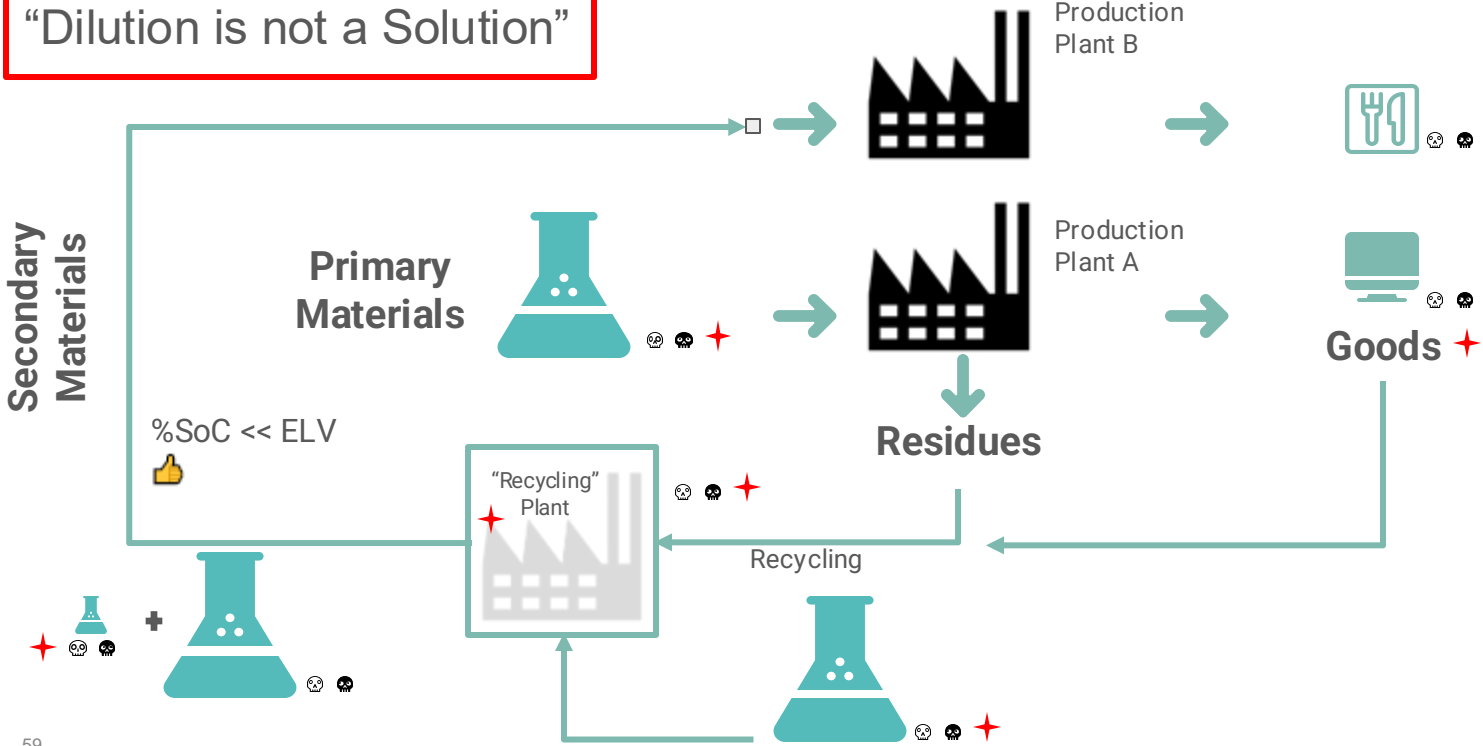 “Dilution is not a Solution”
Production
Plant B
Secondary
Materials
Primary
Materials
Production
Plant A
Goods
%SoC << ELV
Residues
“Recycling”
Plant
Recycling
59